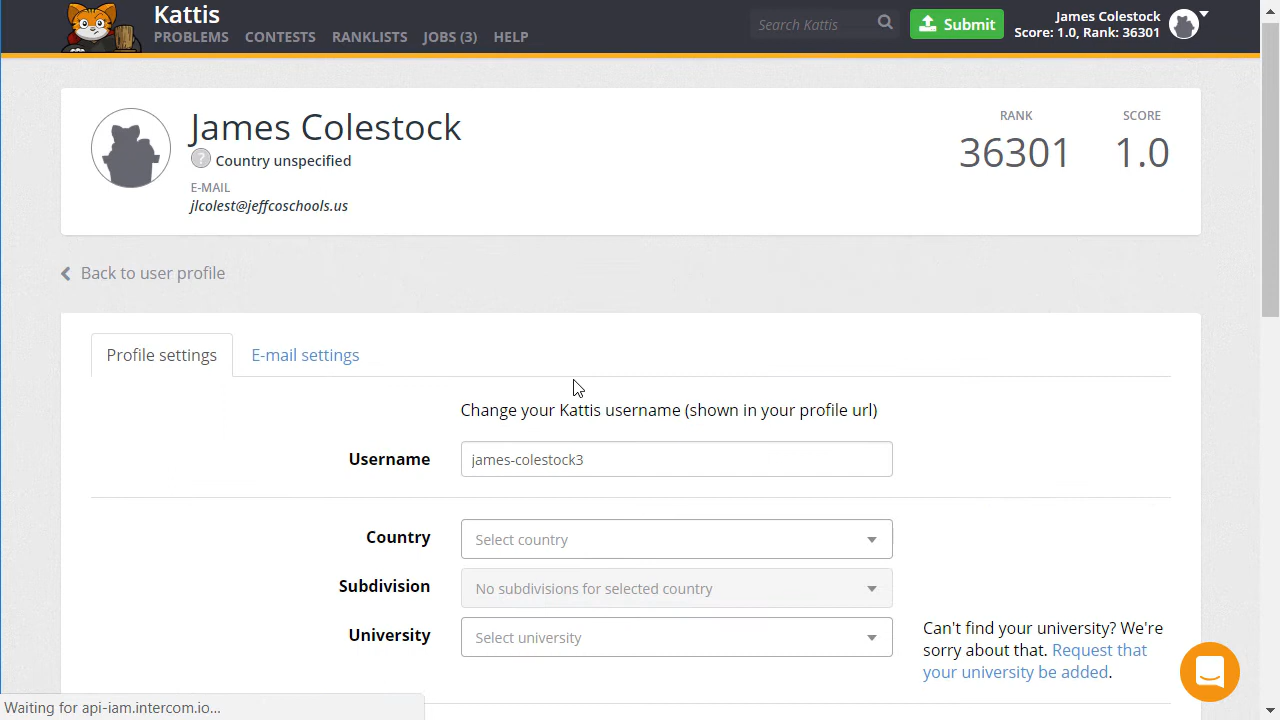 Kattis
PROBLEMS CONTESTS RANKLISTS JOBS (3) HELP
Search Kattis
Submit
James Colestock
Score: 1.0, Rank: 36301
James Colestock
? Country unspecified
E-MAIL
jlcolest@jeffcoschools.us
RANK
36301
SCORE
1.0
Back to user profile
Profile settings
E-mail settings
Change your Kattis username (shown in your profile url)
Username james-colestock3
Country Select country
Subdivision No subdivisions for selected country
University Select university
Can't find your university? We're
sorry about that. Request that
your university be added.
Waiting for api-iam.intercom.io...